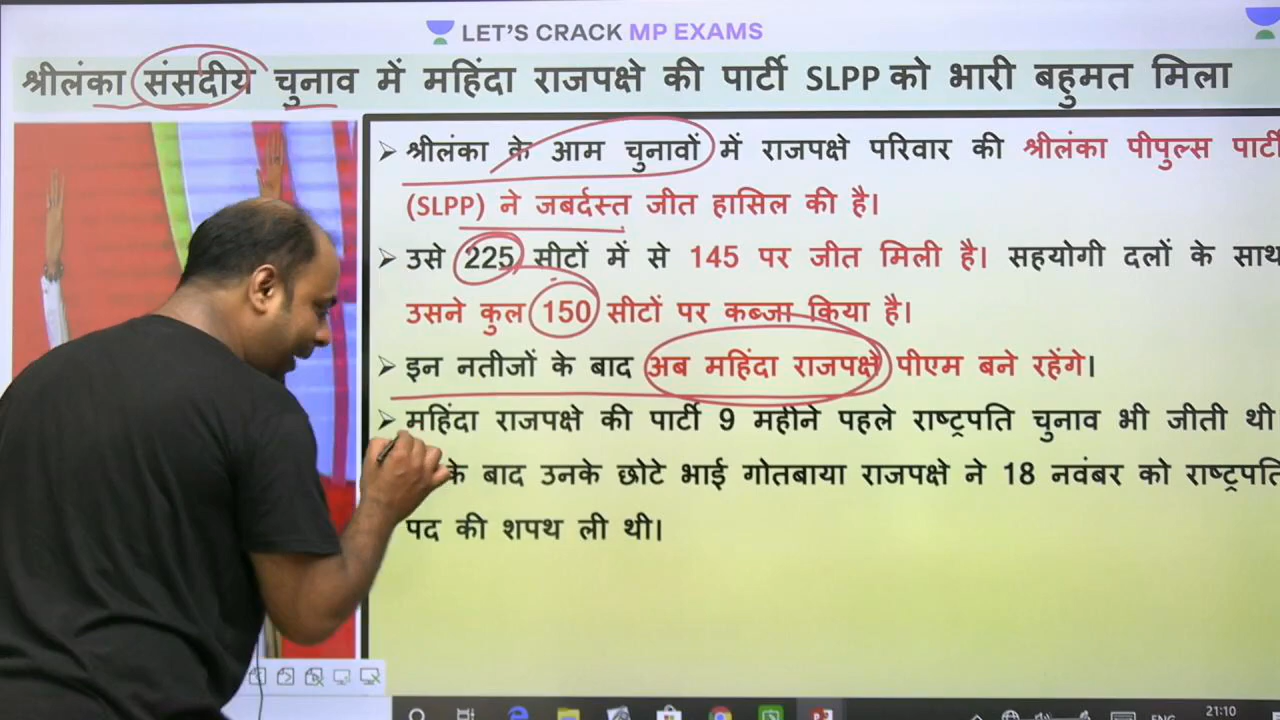 LET'S CRACK MP EXAMS
श्रीलंका संसदीय चुनाव में महिंदा राजपक्षे की पार्टी SLPP को भारी बहुमत मिला
➢ श्रीलंका के आम चुनावों में राजपक्षे परिवार की श्रीलंका पीपुल्स पार्टी
(SLPP) ने जबर्दस्त जीत हासिल की है।
➢ उसे 225 सीटों में से 145 पर जीत मिली है। सहयोगी दलों के साथ
उसने कुल 150 सीटों पर कब्जा किया है।
➢ इन नतीजों के बाद अब महिंदा राजपक्षे पीएम बने रहेंगे।
➢ महिंदा राजपक्षे की पार्टी 9 महीने पहले राष्ट्रपति चुनाव भी जीती थी
के बाद उनके छोटे भाई गोतबाया राजपक्षे ने 18 नवंबर को राष्ट्रपति
पद की शपथ ली थी।
21:10